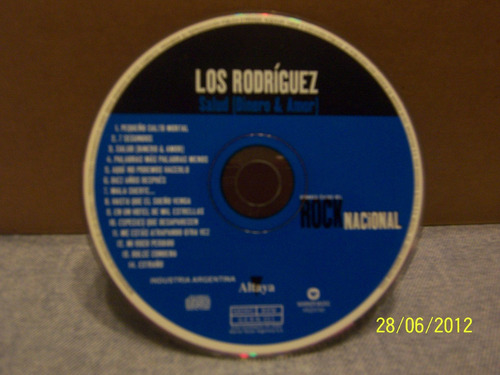 LOS RODRÍGUEZ
Salud (Dinero & Amor)
1. PEQUEÑO SALTO MORTAL
2. 7 SEGUNDOS
3. SALUD (DINERO & AMOR)
4. PALABRAS MÁS PALABRAS MENOS
5. AQUÍ NO PODEMOS HACERLO
6. DIEZ AÑOS DESPUÉS
7. MALA SUERTE...
8. HASTA QUE EL SUEÑO VENGA
9. EN UN HOTEL DE MIL ESTRELLAS
10. ESPECIES QUE DESAPARECEN
11. ME ESTÁS ATRAPANDO OTRA VEZ
12. MI ROCK PERDIDO
13. DULCE CONDENA
14. EXTRAÑO
ROCK NACIONAL
INDUSTRIA ARGENTINA
Altaya
28/06/2012